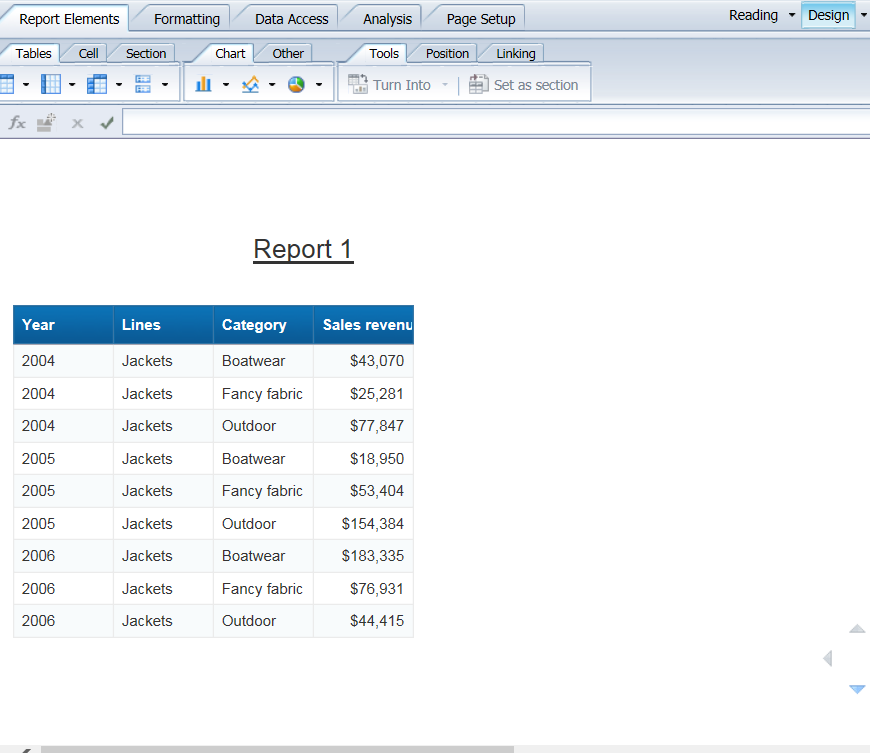 Report Elements Formatting Data Access Analysis Page Setup Reading Design
Tables Cell Section Chart Other Tools Position Linking
Turn Into Set as section
fx
Report 1
Year Lines Category Sales revenu
2004 Jackets Boatwear $43,070
2004 Jackets Fancy fabric $25,281
2004 Jackets Outdoor $77,847
2005 Jackets Boatwear $18,950
2005 Jackets Fancy fabric $53,404
2005 Jackets Outdoor $154,384
2006 Jackets Boatwear $183,335
2006 Jackets Fancy fabric $76,931
2006 Jackets Outdoor $44,415